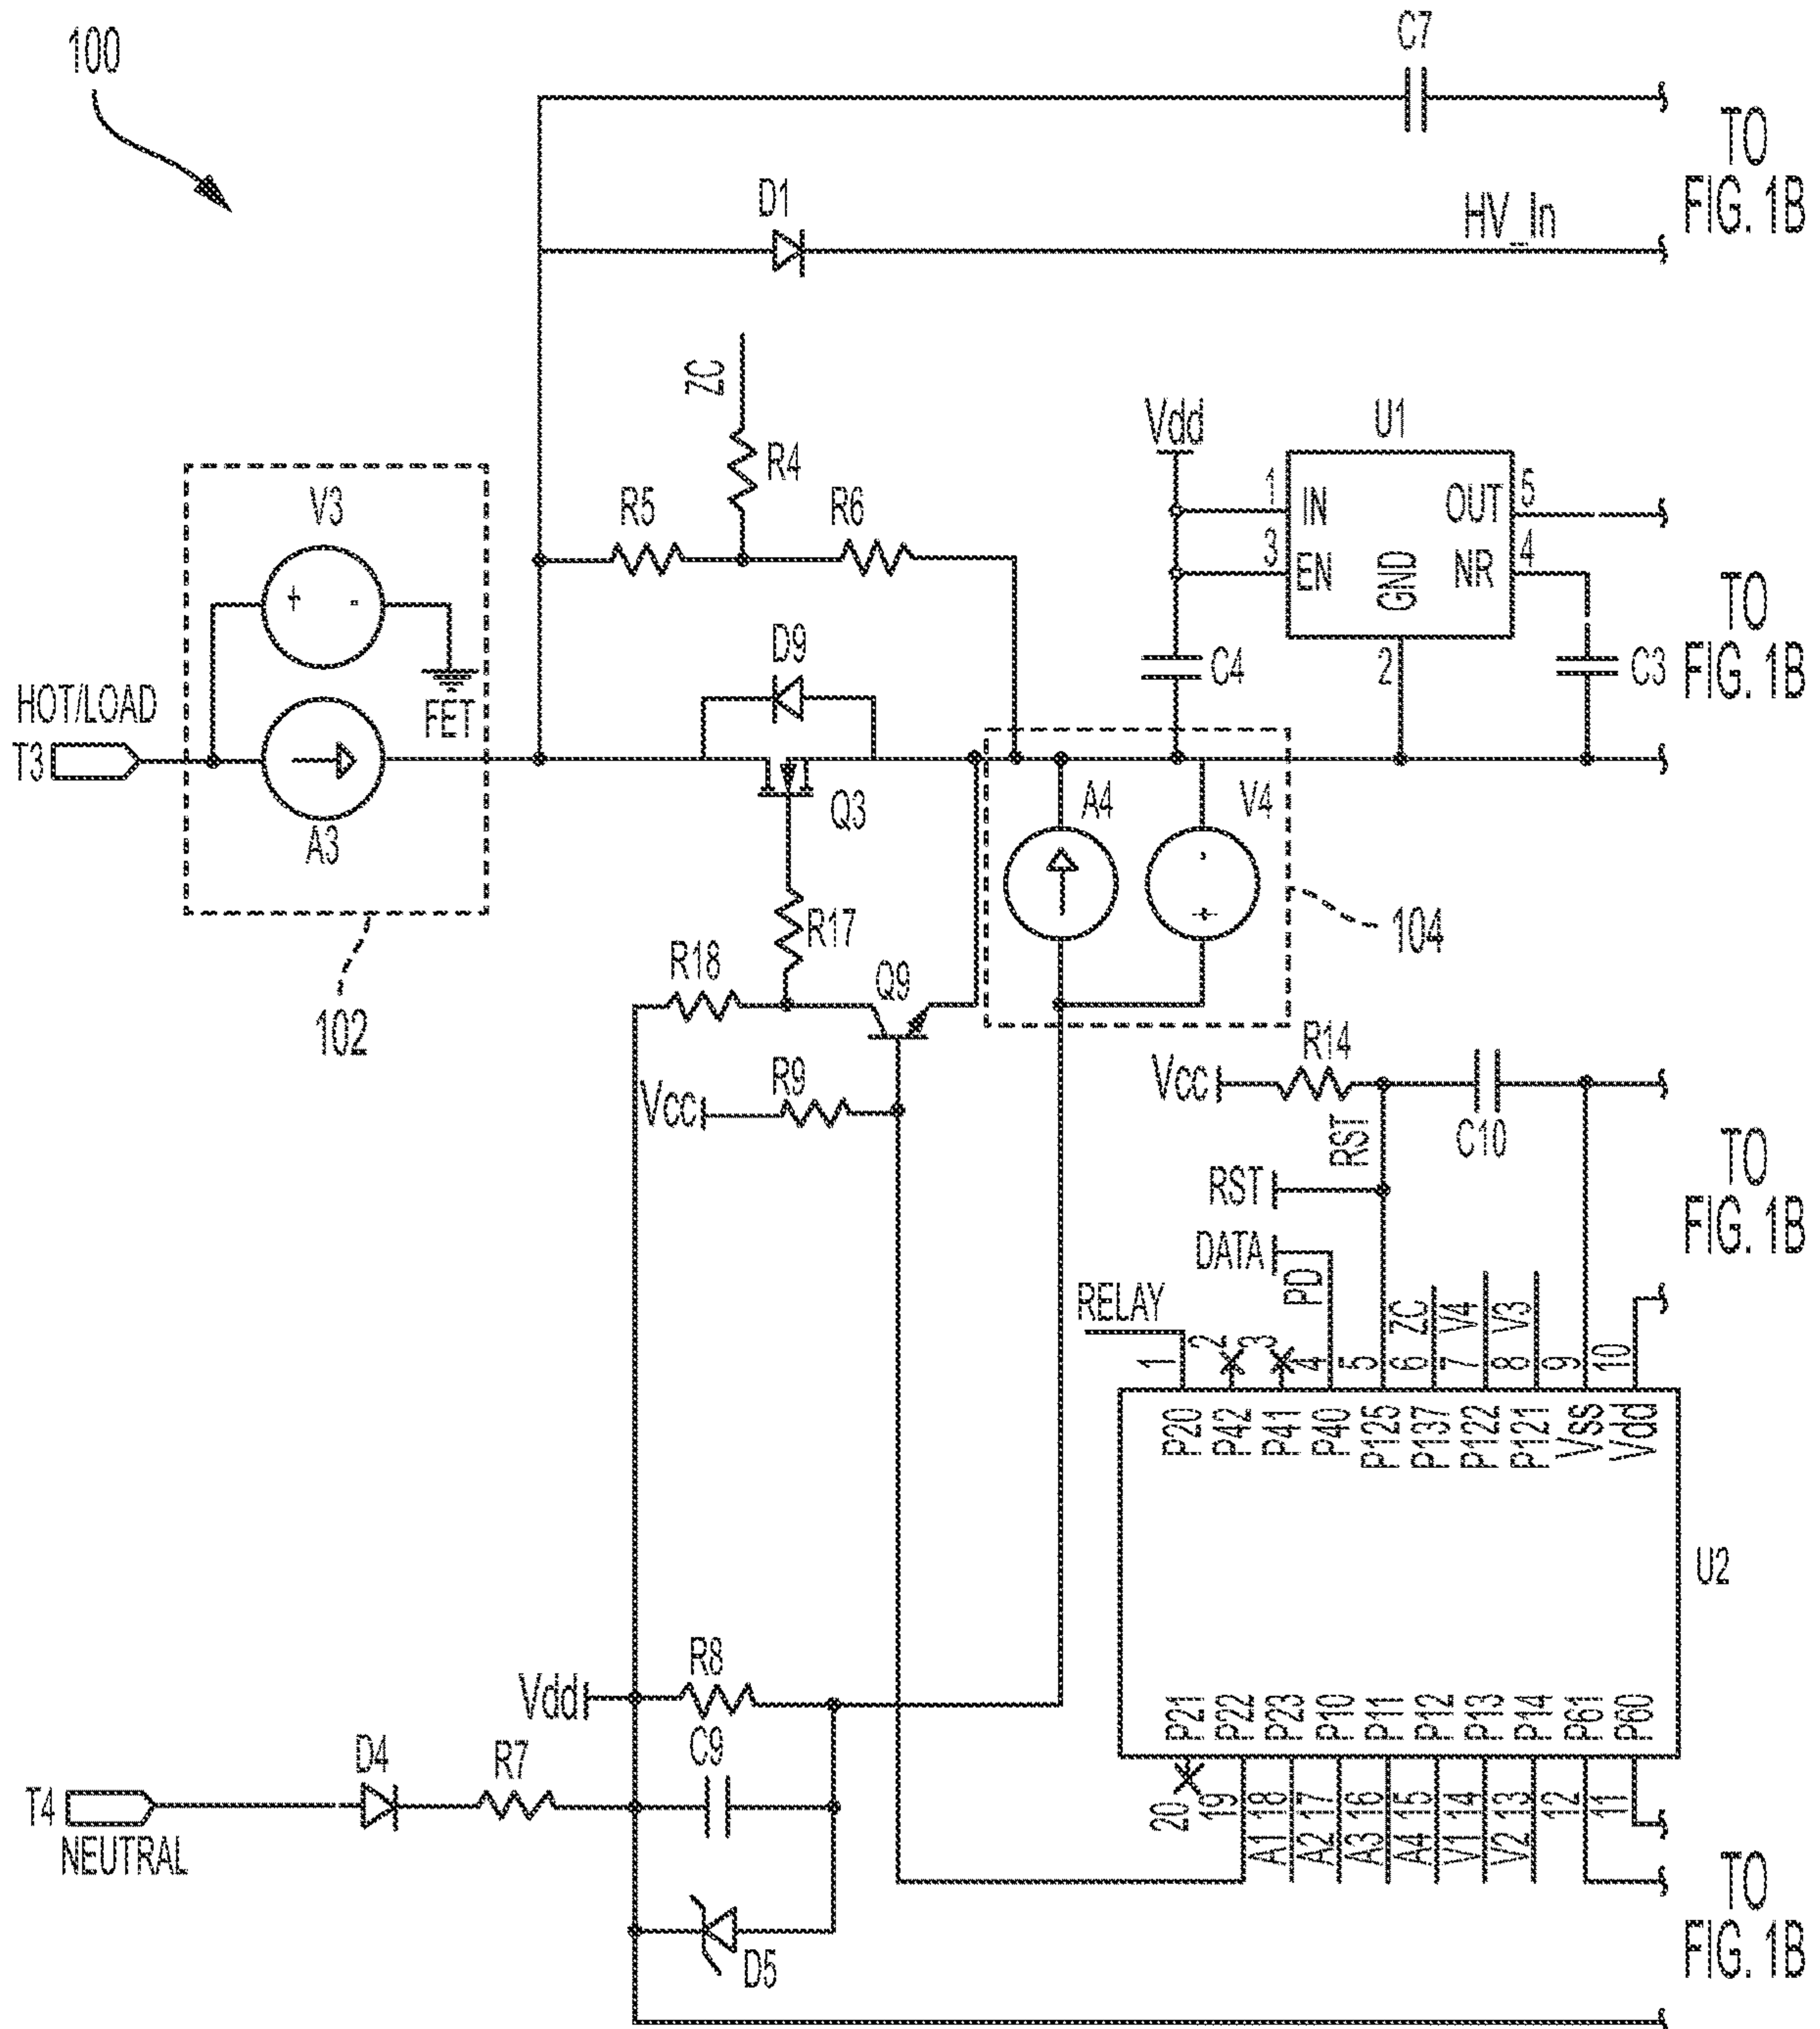 100
C7
TO
FIG. 1B
D1
HV_In
ZC
R4
R5
R6
Vdd
U1
1
IN
OUT
5
3
EN
GND
NR
4
2
C4
C3
TO
FIG. 1B
V3
+
-
FET
HOT/LOAD
T3
A3
102
D9
Q3
A4
V4
-
+
104
R17
R18
Q9
R9
Vcc
Vcc
R14
C10
RST
RST
DATA
PD
RELAY
TO
FIG. 1B
ZC
V4
V3
1
2
3
4
5
6
7
8
9
10
P20
P42
P41
P40
P125
P137
P122
P121
Vss
Vdd
U2
P21
P22
P23
P10
P11
P12
P13
P14
P61
P60
20
19
A1 18
A2 17
A3 16
A4 15
V1 14
V2 13
12
11
Vdd
R8
C9
D4
R7
T4
NEUTRAL
D5
TO
FIG. 1B